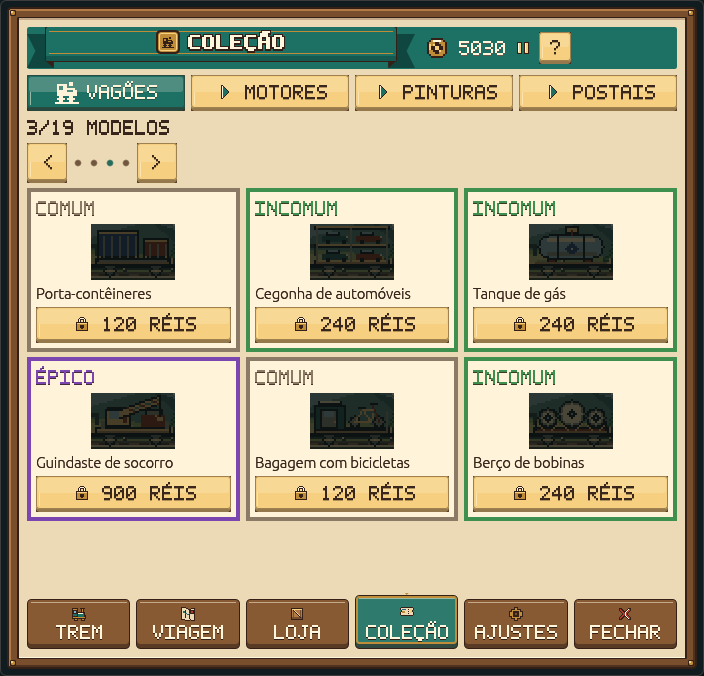 COLEÇÃO
5030
?
VAGÕES
MOTORES
PINTURAS
POSTAIS
3/19 MODELOS
COMUM
Porta-contêineres
120 RÉIS
INCOMUM
Cegonha de automóveis
240 RÉIS
INCOMUM
Tanque de gás
240 RÉIS
ÉPICO
Guindaste de socorro
900 RÉIS
COMUM
Bagagem com bicicletas
120 RÉIS
INCOMUM
Berço de bobinas
240 RÉIS
TREM
VIAGEM
LOJA
COLEÇÃO
AJUSTES
FECHAR